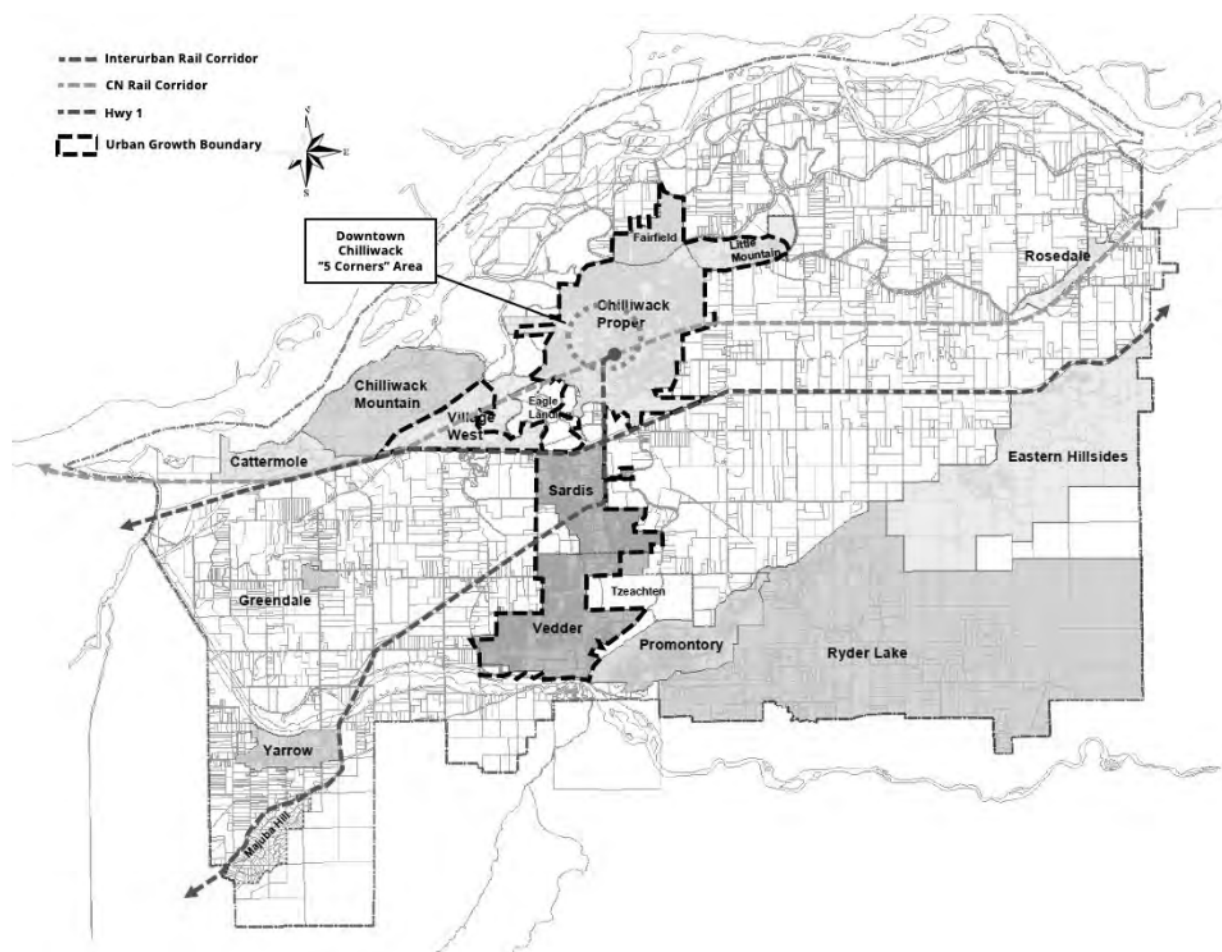 Interurban Rail Corridor
CN Rail Corridor
Hwy 1
Urban Growth Boundary
E
S
Downtown
Chilliwack
"5 Corners" Area
Fairfield
Little
Mountain
Rosedale
Chilliwack
Proper
Chilliwack
Mountain
Eagle
Landing
Village
West
Cattermole
Eastern Hillsides
Sardis
Greendale
Tzeachten
Vedder
Promontory
Ryder Lake
Yarrow
Majuba Hill